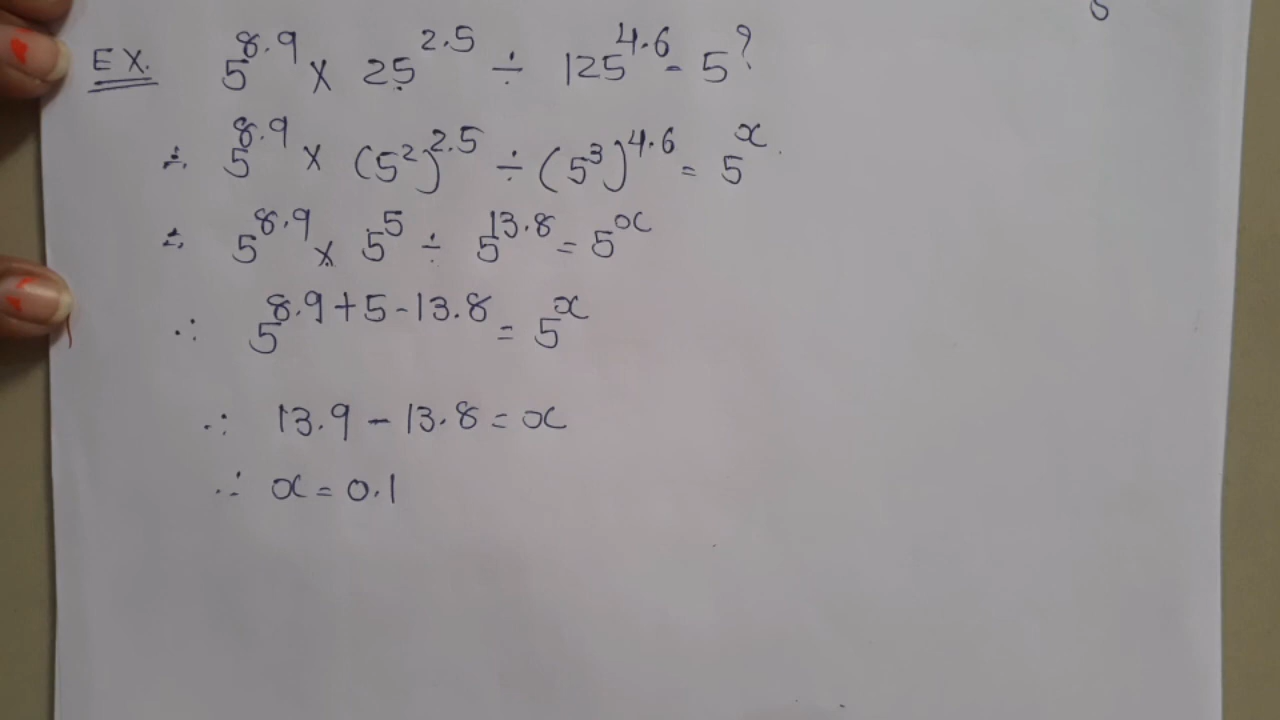 EX. 5^8.9 × 25^2.5 ÷ 125^4.6 = 5^?
∴ 5^8.9 × (5^2)^2.5 ÷ (5^3)^4.6 = 5^x
∴ 5^8.9 × 5^5 ÷ 5^13.8 = 5^x
∴ 5^8.9+5-13.8 = 5^x
∴ 13.9 - 13.8 = x
∴ x = 0.1